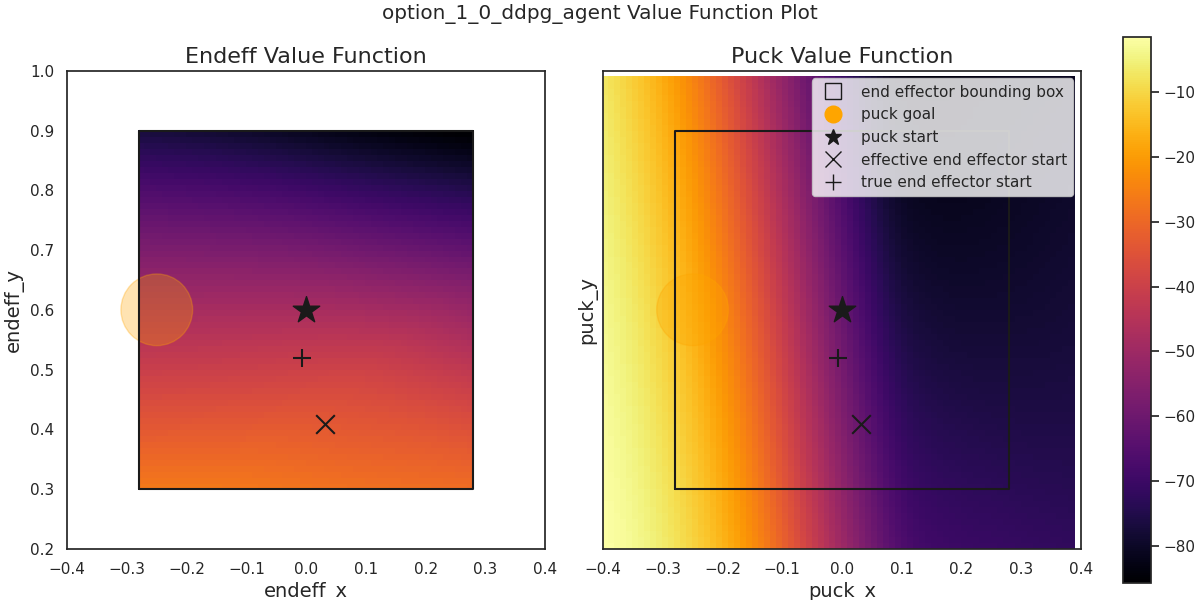 option_1_0_ddpg_agent Value Function Plot
Endeff Value Function
1.0
0.9
0.8
0.7
0.6
0.5
0.4
0.3
0.2
endeff_y
−0.4 −0.3 −0.2 −0.1 0.0 0.1 0.2 0.3 0.4
endeff_x
Puck Value Function
end effector bounding box
puck goal
puck start
effective end effector start
true end effector start
puck_y
−0.4 −0.3 −0.2 −0.1 0.0 0.1 0.2 0.3 0.4
puck_x
−10
−20
−30
−40
−50
−60
−70
−80